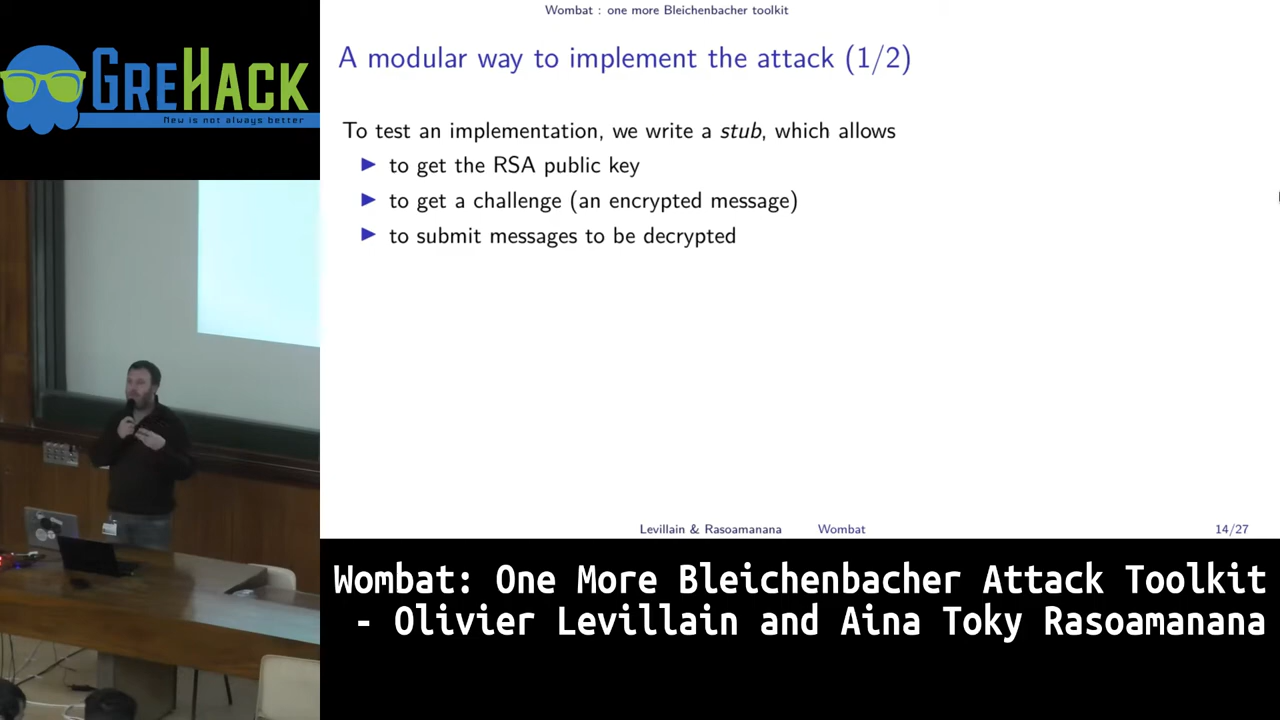 Wombat : one more Bleichenbacher toolkit
A modular way to implement the attack (1/2)
GREHACK
New is not always better
To test an implementation, we write a stub, which allows
to get the RSA public key
to get a challenge (an encrypted message)
to submit messages to be decrypted
Levillain & Rasoamanana Wombat 14/27
Wombat: One More Bleichenbacher Attack Toolkit
- Olivier Levillain and Aina Toky Rasoamanana